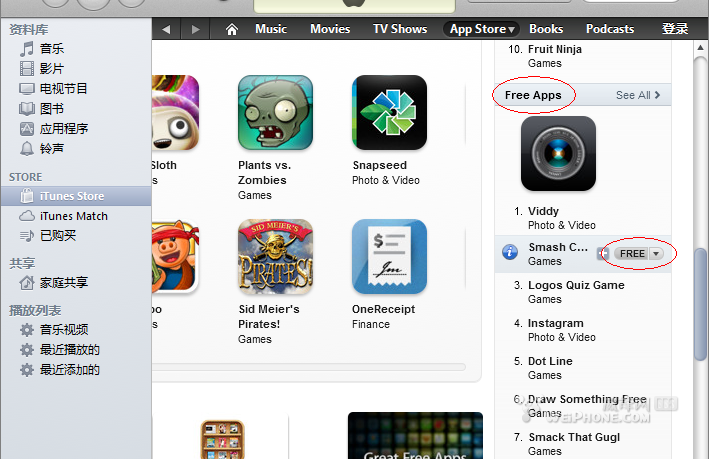 资料库
音乐
影片
电视节目
图书
应用程序
铃声
STORE
iTunes Store
iTunes Match
已购买
共享
家庭共享
播放列表
音乐视频
最近播放的
最近添加的
Music
Movies
TV Shows
App Store
Books
Podcasts
登录
Sloth
Plants vs.
Zombies
Games
Snapseed
Photo & Video
SID MEIER'S
PIRATES!
Sid Meier's
Pirates!
Games
OneReceipt
Finance
Great Free Apps
10. Fruit Ninja
Games
Free Apps
See All
1. Viddy
Photo & Video
Smash C...
FREE
Games
3. Logos Quiz Game
Games
4. Instagram
Photo & Video
5. Dot Line
Games
6. Draw Something Free
Games
7. Smack That Gugl
Games
WEIPHONE.COM